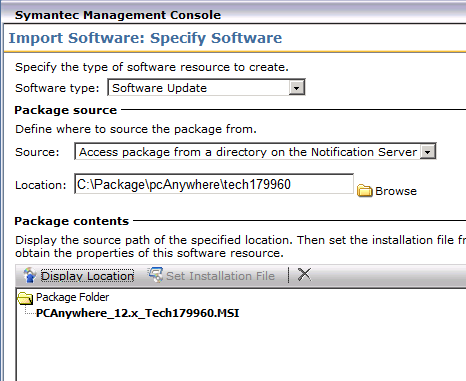 Symantec Management Console
Import Software: Specify Software
Specify the type of software resource to create.
Software type: Software Update
Package source
Define where to source the package from.
Source: Access package from a directory on the Notification Server
Location: C:\Package\pcAnywhere\tech179960 Browse
Package contents
Display the source path of the specified location. Then set the installation file fr
obtain the properties of this software resource.
Display Location Set Installation File
Package Folder
PCAnywhere_12.x_Tech179960.MSI